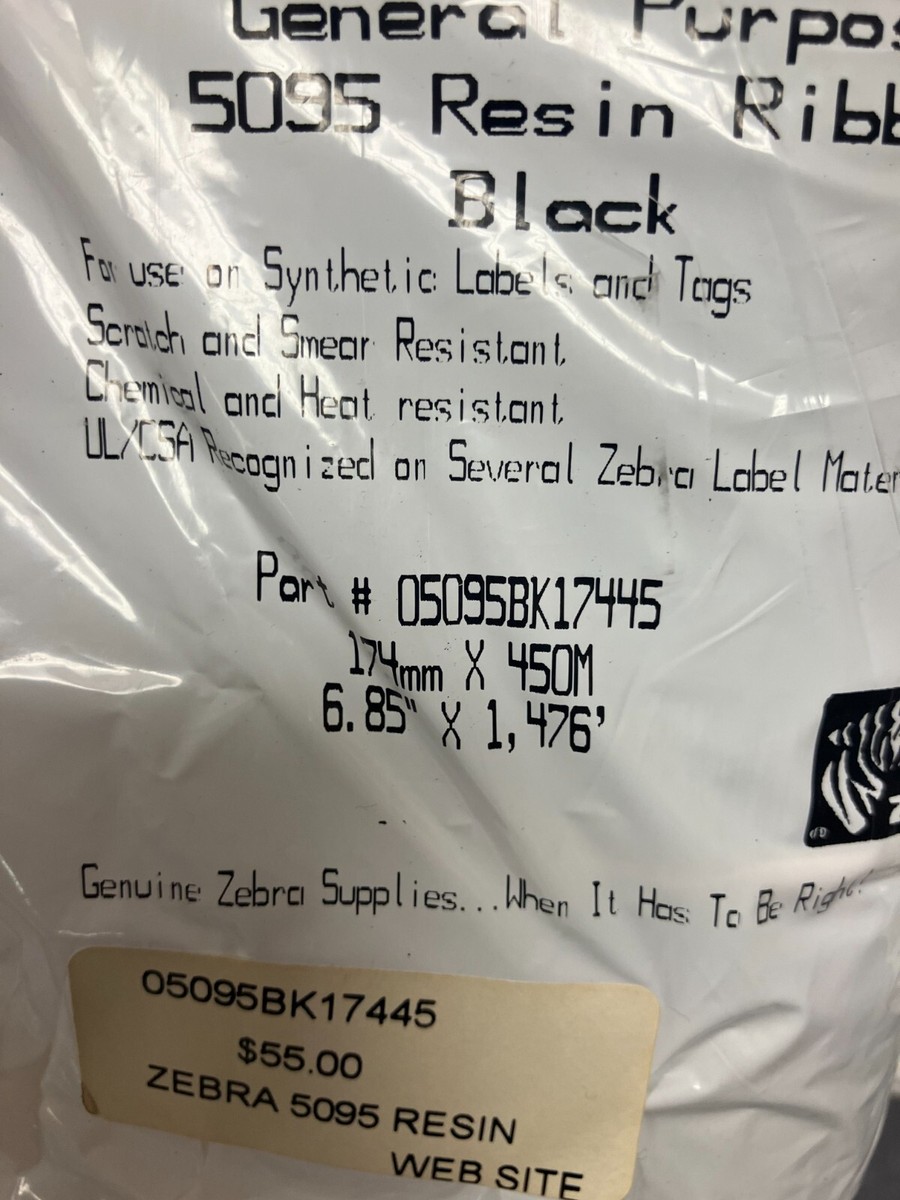 General Purpos
5095 Resin Ribb
Black
For use on Synthetic Labels and Tags
Scratch and Smear Resistant
Chemical and Heat resistant
UL/CSA Recognized on Several Zebra Label Mater
Part # 05095BK17445
174mm X 450M
6.85" X 1,476'
Genuine Zebra Supplies...When It Has To Be Right!
05095BK17445
$55.00
ZEBRA 5095 RESIN
WEB SITE